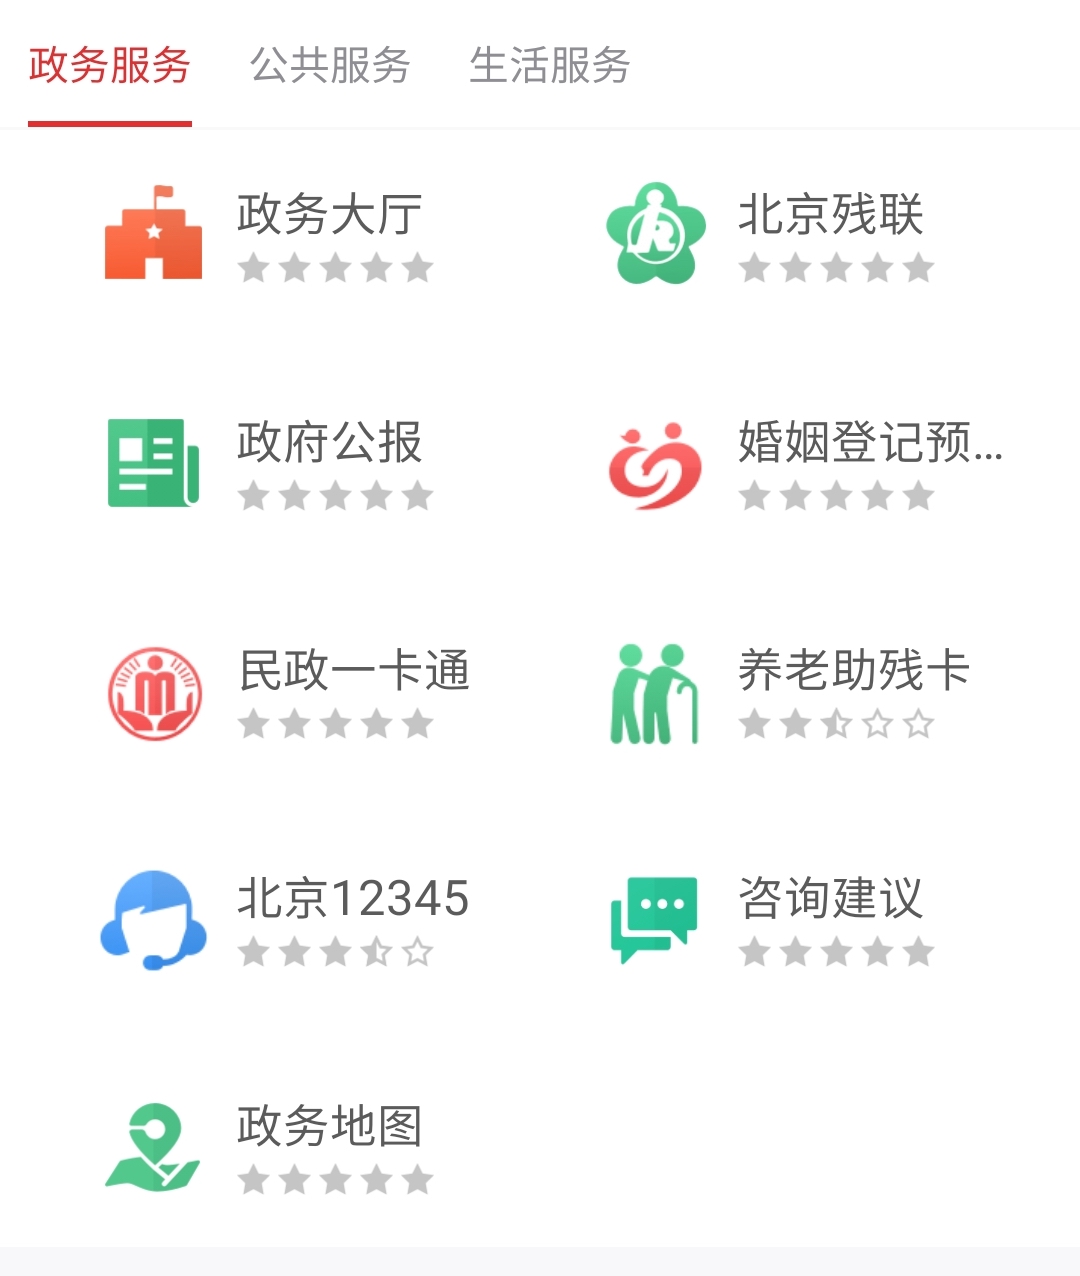 政务服务 公共服务 生活服务
政务大厅 北京残联
政府公报 婚姻登记预...
民政一卡通 养老助残卡
北京12345 咨询建议
政务地图